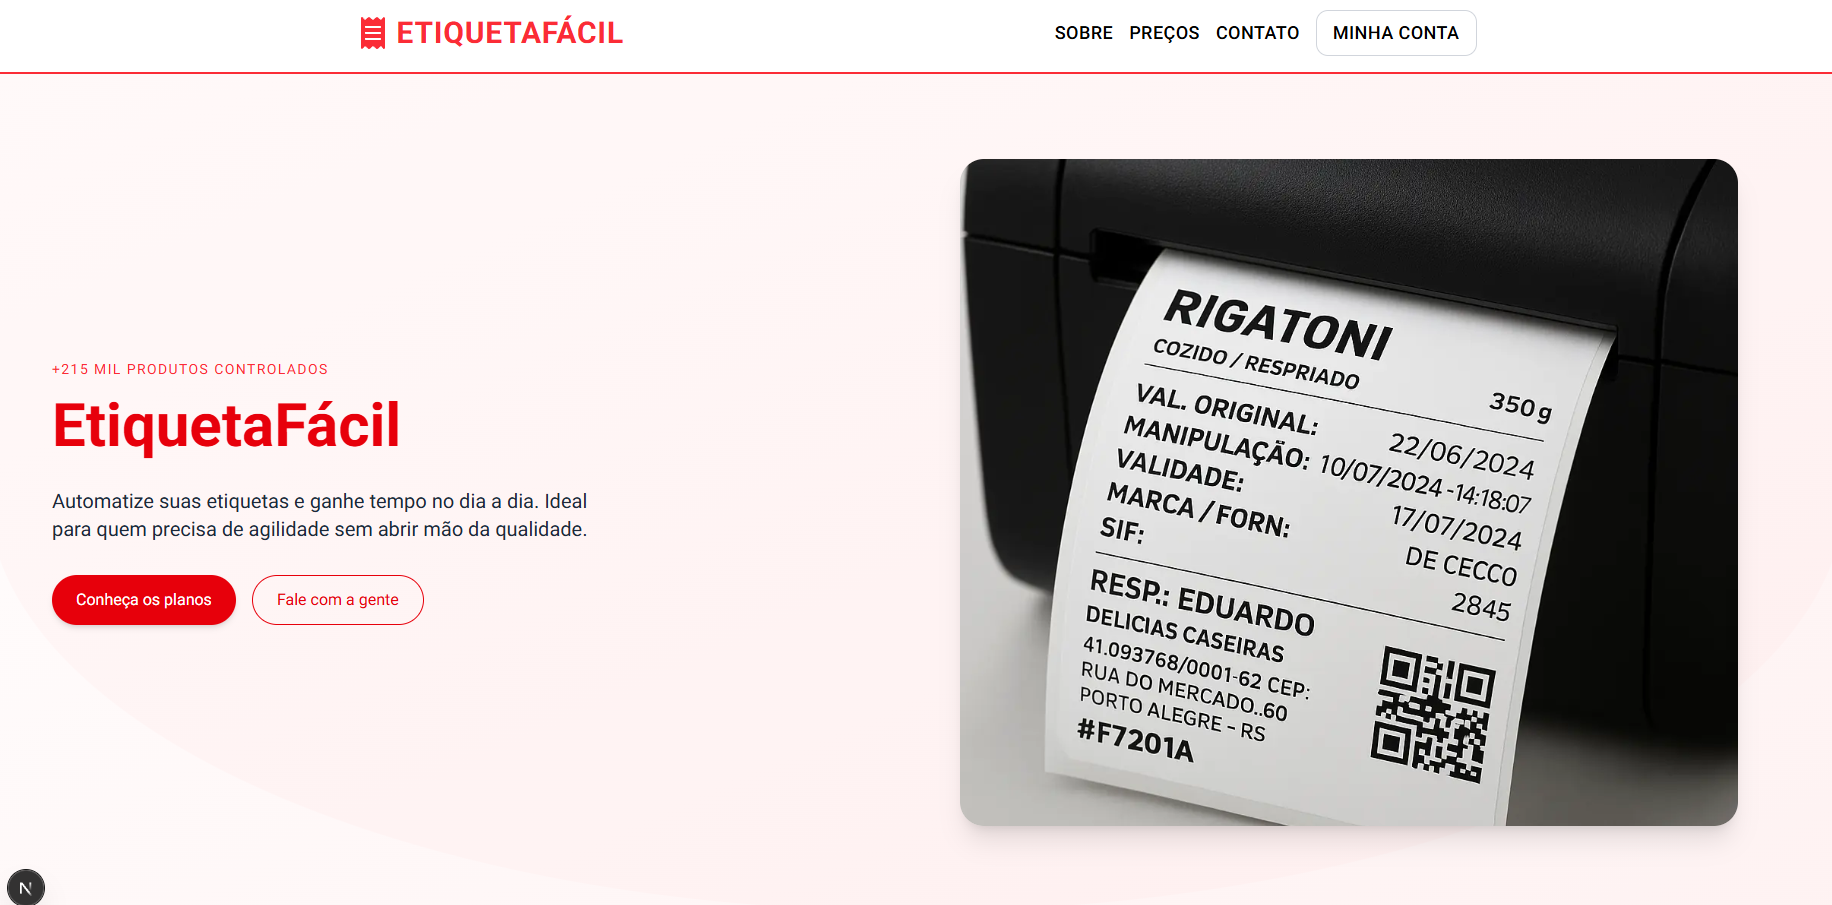 ETIQUETAFÁCIL
SOBRE PREÇOS CONTATO MINHA CONTA
+215 MIL PRODUTOS CONTROLADOS
EtiquetaFácil
Automatize suas etiquetas e ganhe tempo no dia a dia. Ideal
para quem precisa de agilidade sem abrir mão da qualidade.
Conheça os planos
Fale com a gente
RIGATONI
COZIDO / RESPRIADO
350 g
VAL. ORIGINAL: 22/06/2024
MANIPULAÇÃO: 10/07/2024 - 14:18:07
VALIDADE: 17/07/2024
MARCA / FORN: DE CECCO
SIF: 2845
RESP.: EDUARDO
DELICIAS CASEIRAS
41.093768/0001-62 CEP:
RUA DO MERCADO..60
PORTO ALEGRE - RS
#F7201A
N